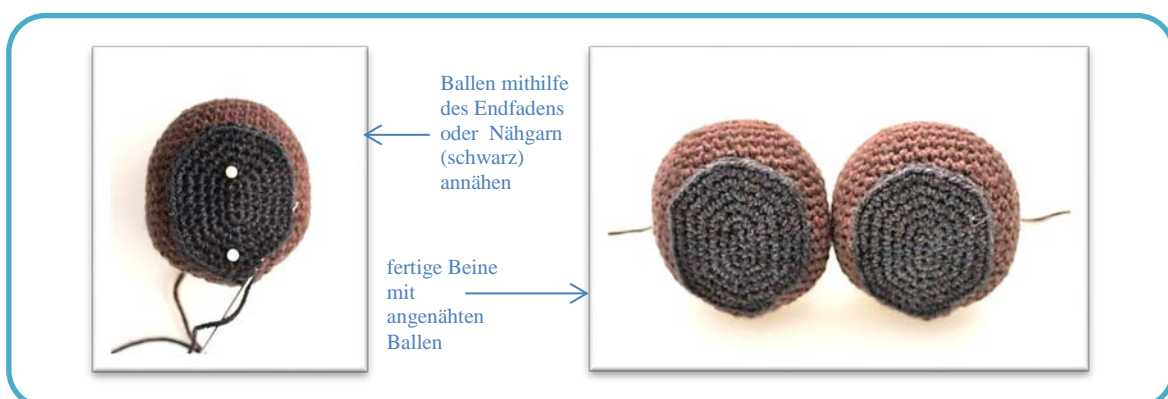 Ballen mithilfe
des Endfadens
oder Nähgarn
(schwarz)
annähen
fertige Beine
mit
angenähten
Ballen